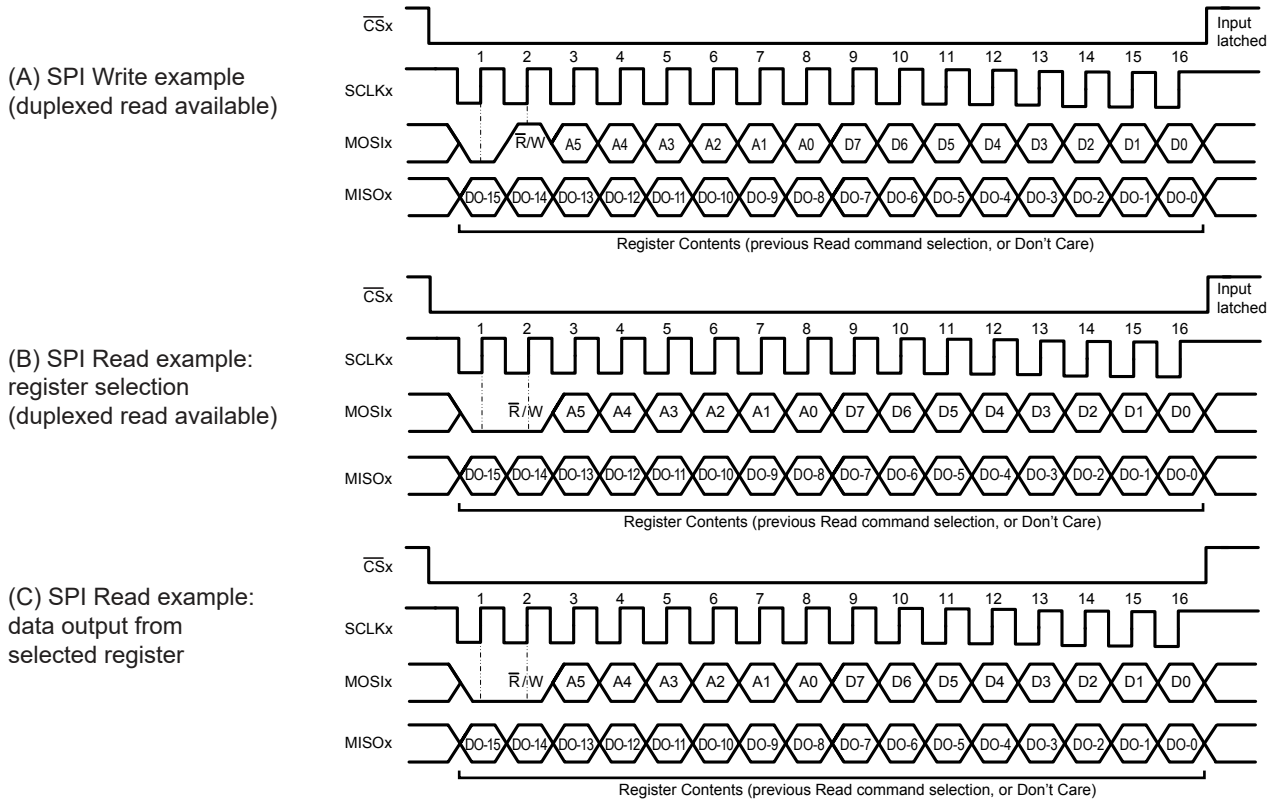 (A) SPI Write example
(duplexed read available)
CSx
Input
latched
1 2 3 4 5 6 7 8 9 10 11 12 13 14 15 16
SCLKx
MOSIx R/W A5 A4 A3 A2 A1 A0 D7 D6 D5 D4 D3 D2 D1 D0
MISOx DO-15 DO-14 DO-13 DO-12 DO-11 DO-10 DO-9 DO-8 DO-7 DO-6 DO-5 DO-4 DO-3 DO-2 DO-1 DO-0
Register Contents (previous Read command selection, or Don't Care)
(B) SPI Read example:
register selection
(duplexed read available)
CSx
Input
latched
1 2 3 4 5 6 7 8 9 10 11 12 13 14 15 16
SCLKx
MOSIx R/W A5 A4 A3 A2 A1 A0 D7 D6 D5 D4 D3 D2 D1 D0
MISOx DO-15 DO-14 DO-13 DO-12 DO-11 DO-10 DO-9 DO-8 DO-7 DO-6 DO-5 DO-4 DO-3 DO-2 DO-1 DO-0
Register Contents (previous Read command selection, or Don't Care)
(C) SPI Read example:
data output from
selected register
CSx
1 2 3 4 5 6 7 8 9 10 11 12 13 14 15 16
SCLKx
MOSIx R/W A5 A4 A3 A2 A1 A0 D7 D6 D5 D4 D3 D2 D1 D0
MISOx DO-15 DO-14 DO-13 DO-12 DO-11 DO-10 DO-9 DO-8 DO-7 DO-6 DO-5 DO-4 DO-3 DO-2 DO-1 DO-0
Register Contents (previous Read command selection, or Don't Care)